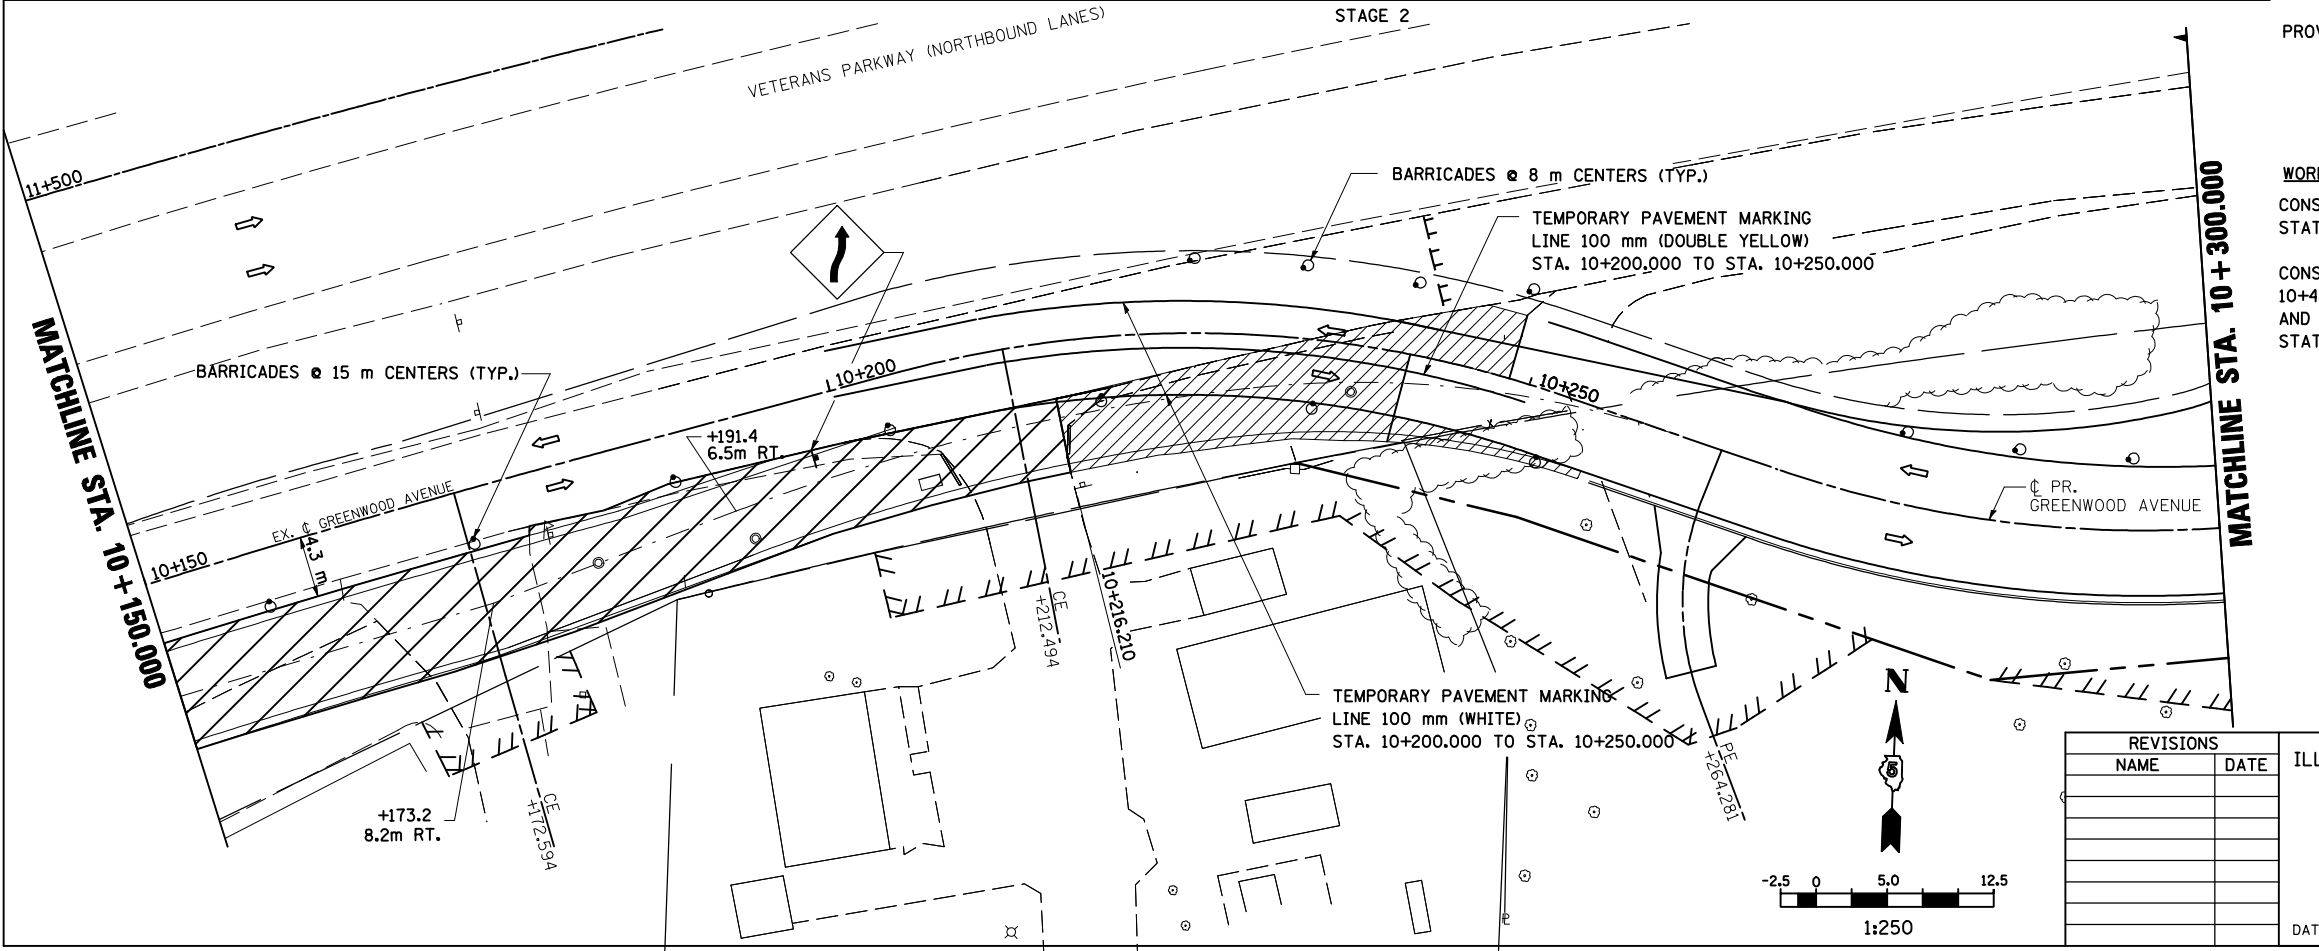 STAGE 2
VETERANS PARKWAY (NORTHBOUND LANES)
PROV
11+500
BARRICADES @ 8 m CENTERS (TYP.)
WORK
TEMPORARY PAVEMENT MARKING
LINE 100 mm (DOUBLE YELLOW)
STA. 10+200.000 TO STA. 10+250.000
CONS
STAT
CONS
10+4
AND
STAT
MATCHLINE STA. 10+300.000
MATCHLINE STA. 10+150.000
BARRICADES @ 15 m CENTERS (TYP.)
10+200
10+250
+191.4
6.5m RT.
EX. ℄ GREENWOOD AVENUE
4.3 m
10+150
℄ PR.
GREENWOOD AVENUE
CE
+212.494
10+216.210
TEMPORARY PAVEMENT MARKING
LINE 100 mm (WHITE)
STA. 10+200.000 TO STA. 10+250.000
PE
+264.281
+173.2
8.2m RT.
CE
+172.594
N
5
-2.5 0 5.0 12.5
1:250
REVISIONS
NAME DATE
ILL
DAT